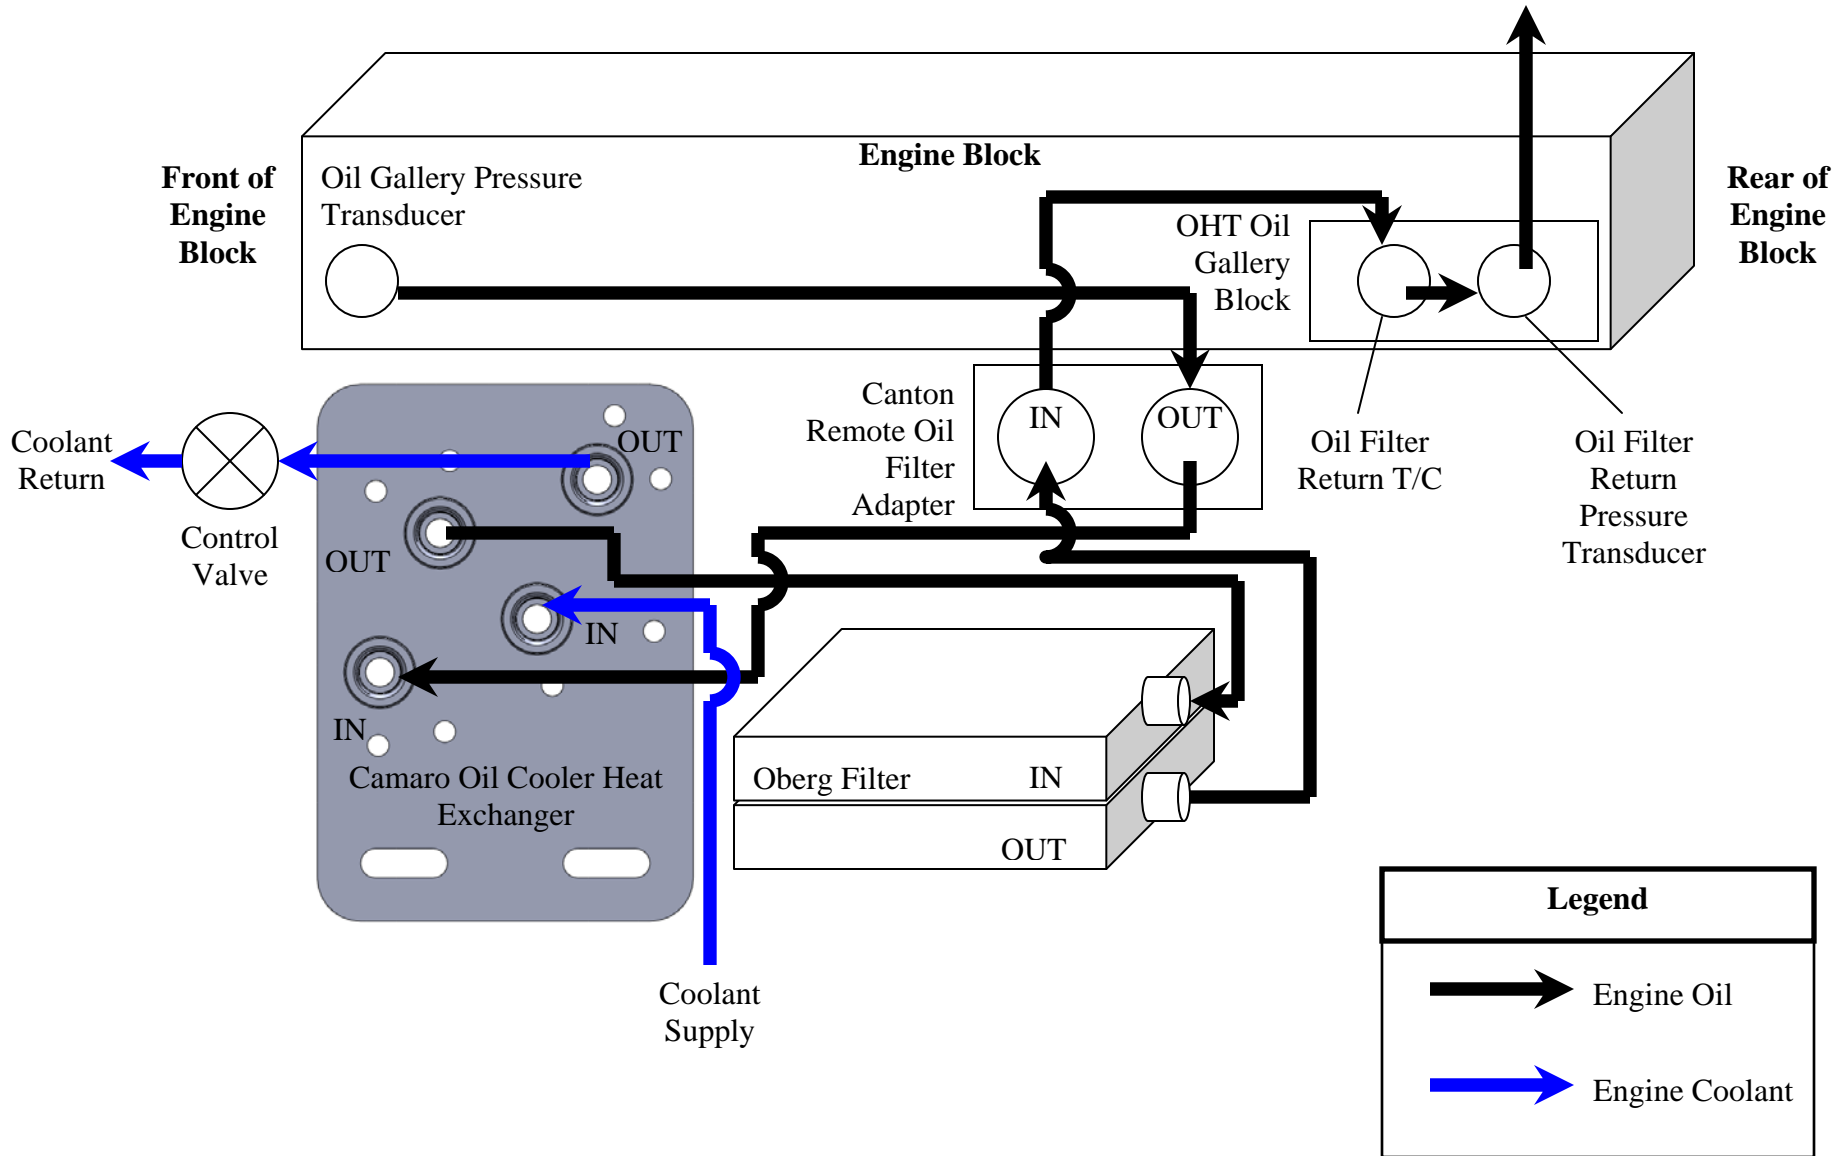 Engine Block
Front of
Engine
Block
Oil Gallery Pressure
Transducer
Rear of
Engine
Block
OHT Oil
Gallery
Block
Canton
Remote Oil
Filter
Adapter
IN
OUT
Oil Filter
Return T/C
Oil Filter
Return
Pressure
Transducer
Coolant
Return
Control
Valve
OUT
OUT
IN
IN
Camaro Oil Cooler Heat
Exchanger
Oberg Filter
IN
OUT
Coolant
Supply
Legend
Engine Oil
Engine Coolant